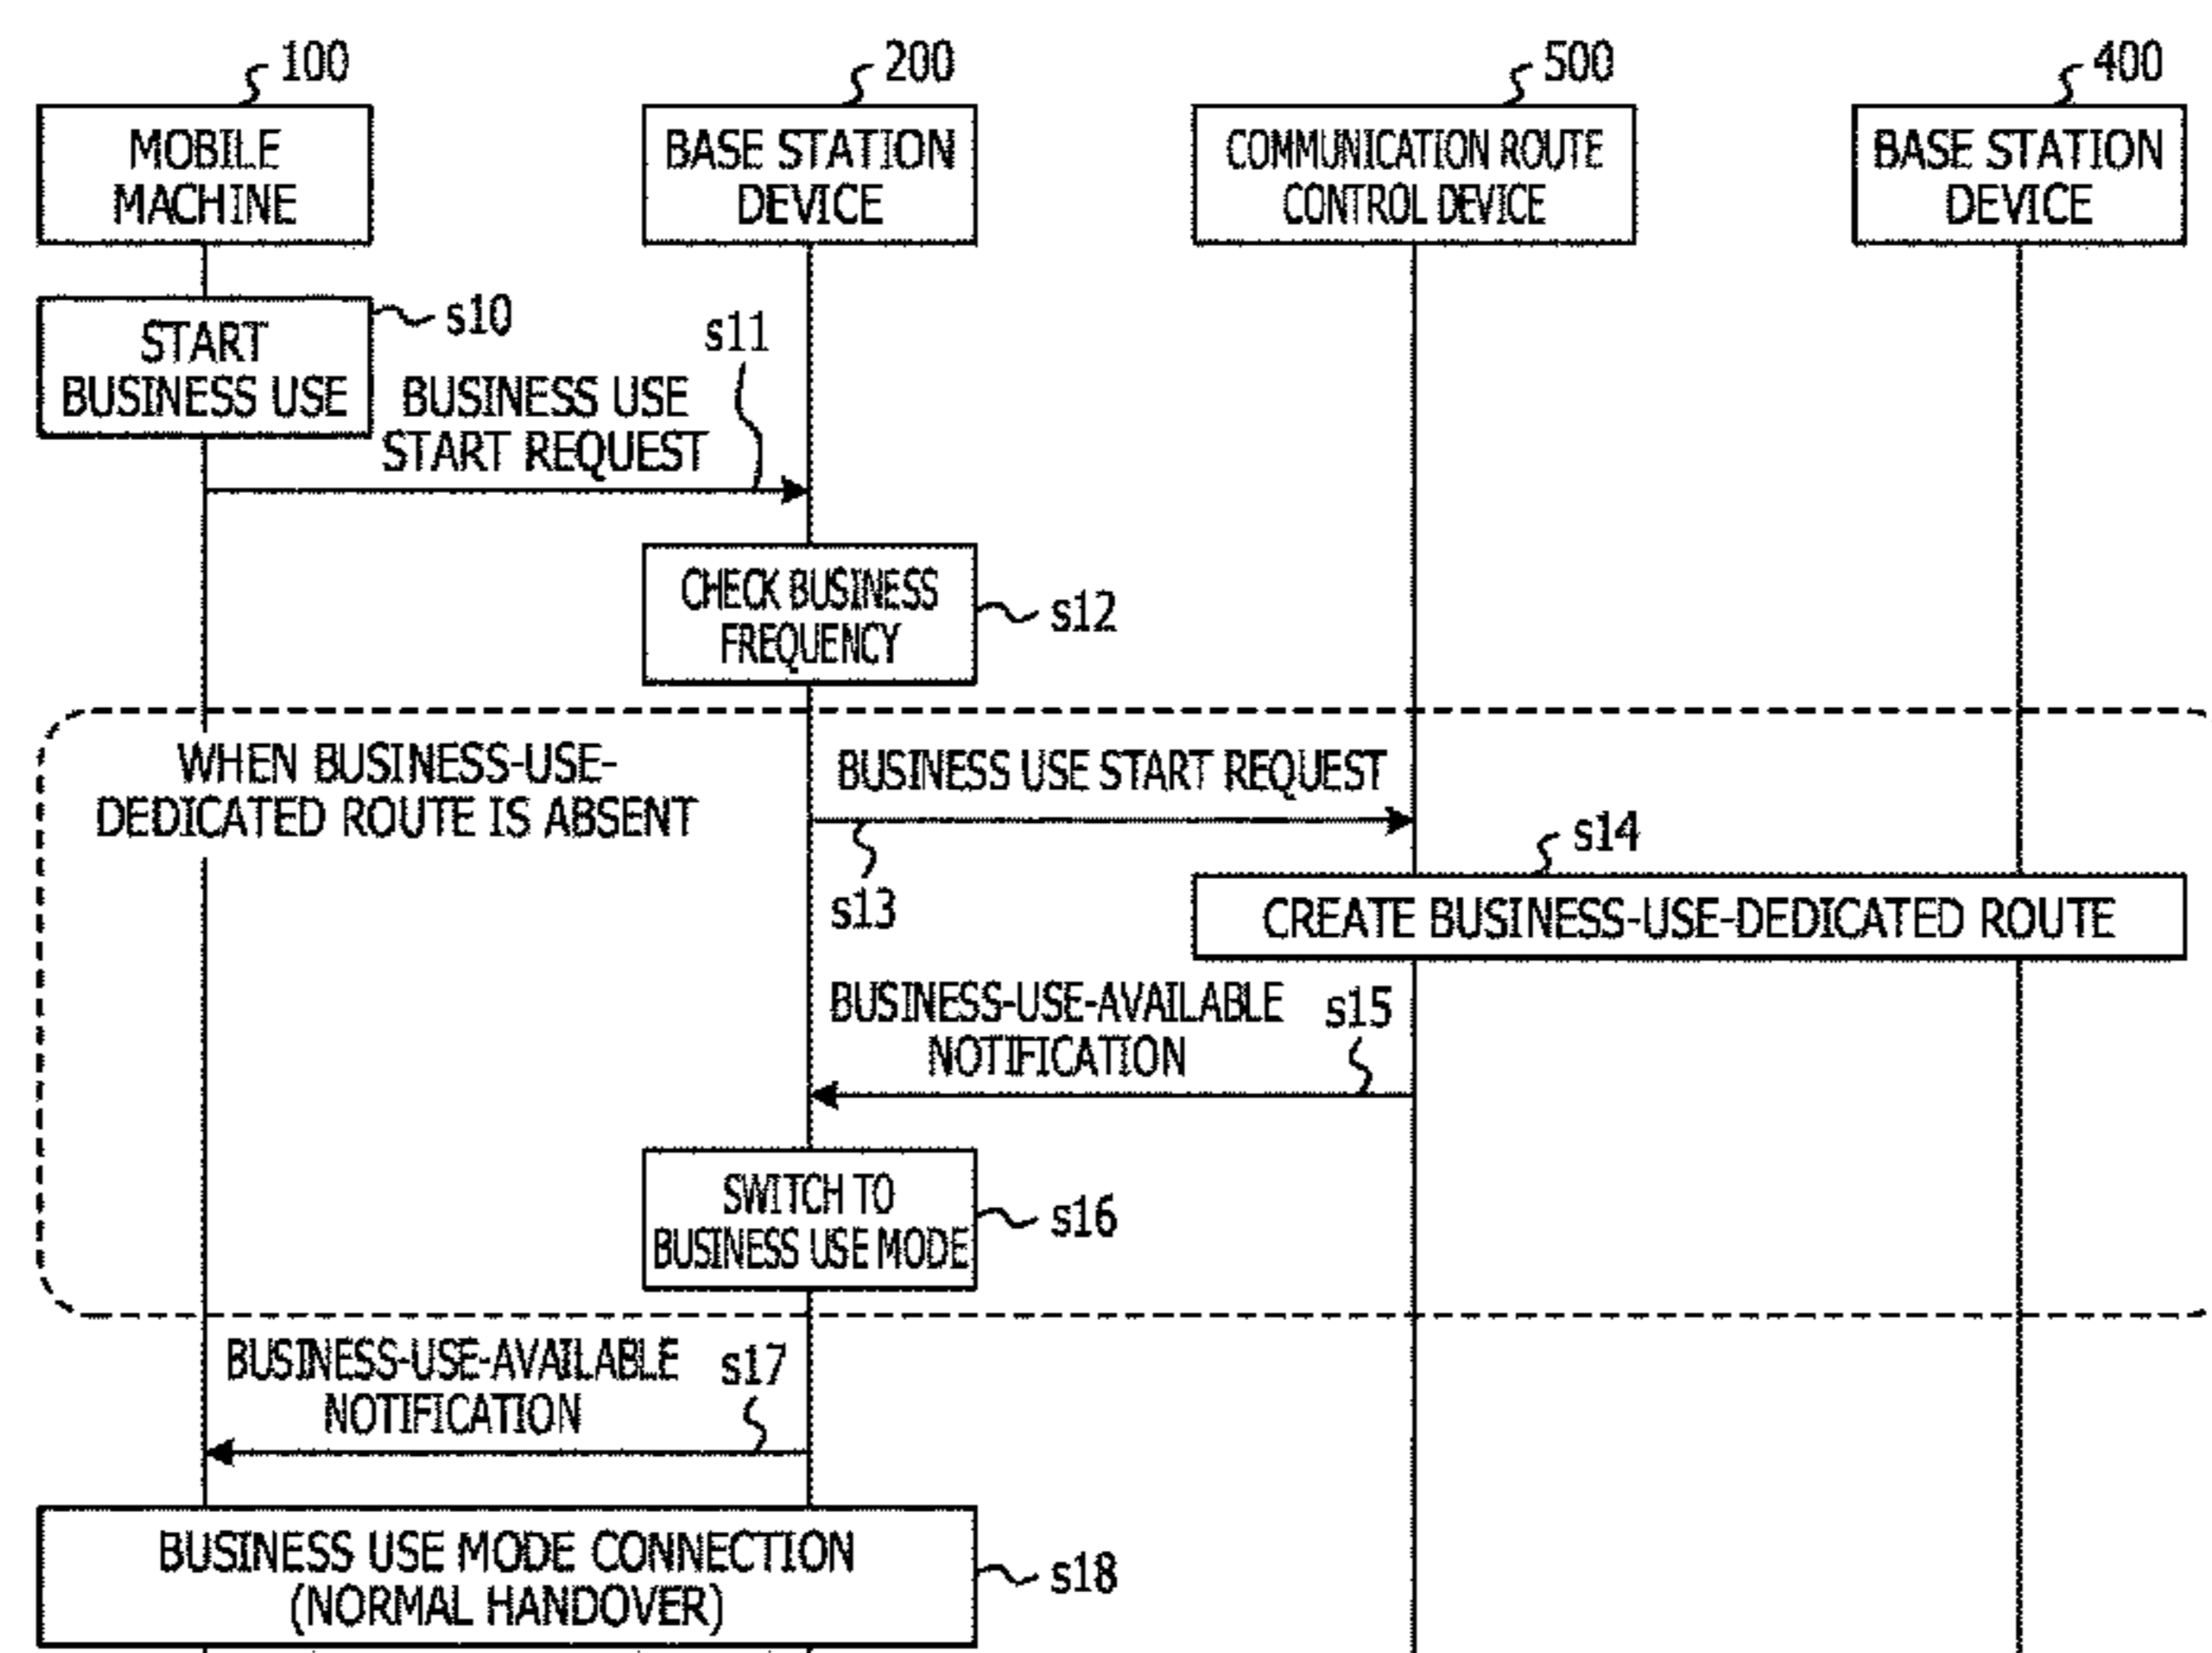 100
200
500
400
MOBILE
MACHINE
BASE STATION
DEVICE
COMMUNICATION ROUTE
CONTROL DEVICE
BASE STATION
DEVICE
START
BUSINESS USE
s10
BUSINESS USE
START REQUEST
s11
CHECK BUSINESS
FREQUENCY
s12
WHEN BUSINESS-USE-
DEDICATED ROUTE IS ABSENT
BUSINESS USE START REQUEST
s13
s14
CREATE BUSINESS-USE-DEDICATED ROUTE
BUSINESS-USE-AVAILABLE
NOTIFICATION
s15
SWITCH TO
BUSINESS USE MODE
s16
BUSINESS-USE-AVAILABLE
NOTIFICATION
s17
BUSINESS USE MODE CONNECTION
(NORMAL HANDOVER)
s18